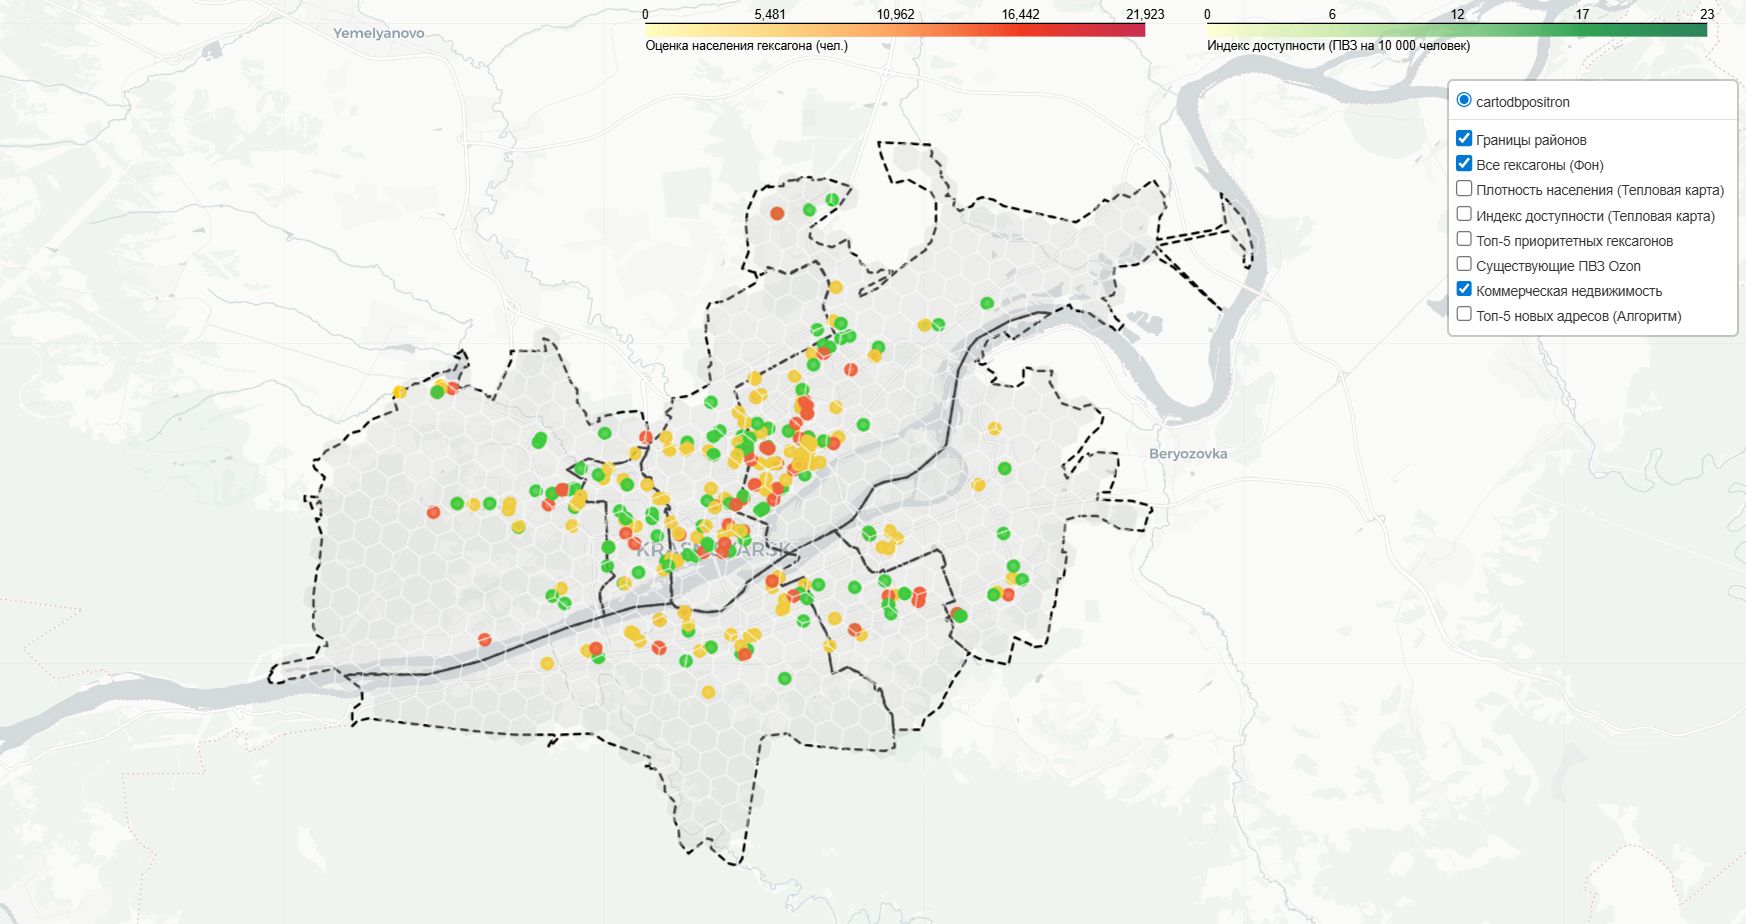 0 5,481 10,962 16,442 21,923
Оценка населения гексагона (чел.)
0 6 12 17 23
Индекс доступности (ПВЗ на 10 000 человек)
Yemelyanovo
cartodbpositron
Границы районов
Все гексагоны (Фон)
Плотность населения (Тепловая карта)
Индекс доступности (Тепловая карта)
Топ-5 приоритетных гексагонов
Существующие ПВЗ Ozon
Коммерческая недвижимость
Топ-5 новых адресов (Алгоритм)
Beryozovka
KRASNOYARSK